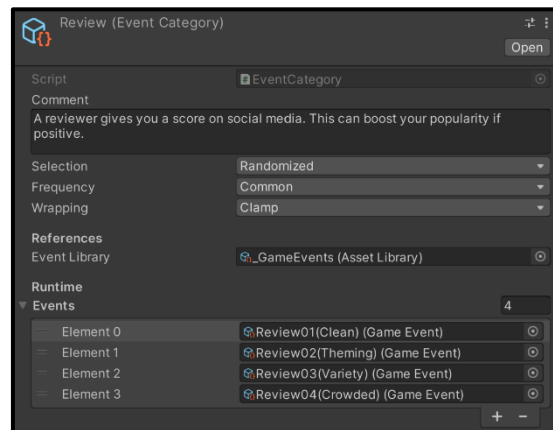 Review (Event Category)
Open
Script EventCategory
Comment
A reviewer gives you a score on social media. This can boost your popularity if
positive.
Selection Randomized
Frequency Common
Wrapping Clamp
References
Event Library _GameEvents (Asset Library)
Runtime
Events 4
Element 0 Review01(Clean) (Game Event)
Element 1 Review02(Theming) (Game Event)
Element 2 Review03(Variety) (Game Event)
Element 3 Review04(Crowded) (Game Event)
+ -